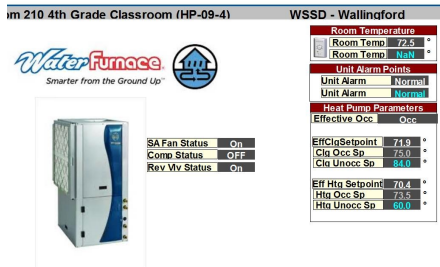 om 210 4th Grade Classroom (HP-09-4) WSSD - Wallingford
Room Temperature
Room Temp 72.5 °
Room Temp NaN °
WaterFurnace
Smarter from the Ground Up™
Unit Alarm Points
Unit Alarm Normal
Unit Alarm Normal
Heat Pump Parameters
Effective Occ Occ
SA Fan Status On
Comp Status OFF
Rev Vlv Status On
EffClgSetpoint 71.9 °
Clg Occ Sp 75.0 °
Clg Unocc Sp 84.0 °
Eff Htg Setpoint 70.4 °
Htg Occ Sp 73.5 °
Htg Unocc Sp 60.0 °